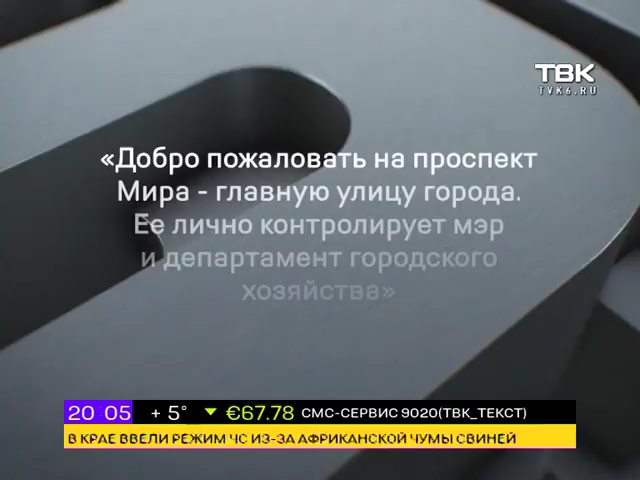 ТВК
TVK6.RU
«Добро пожаловать на проспект
Мира - главную улицу города.
Ее лично контролирует мэр
и департамент городского
хозяйства»
20 05 + 5° €67.78 СМС-СЕРВИС 9020(ТВК_ТЕКСТ)
В КРАЕ ВВЕЛИ РЕЖИМ ЧС ИЗ-ЗА АФРИКАНСКОЙ ЧУМЫ СВИНЕЙ